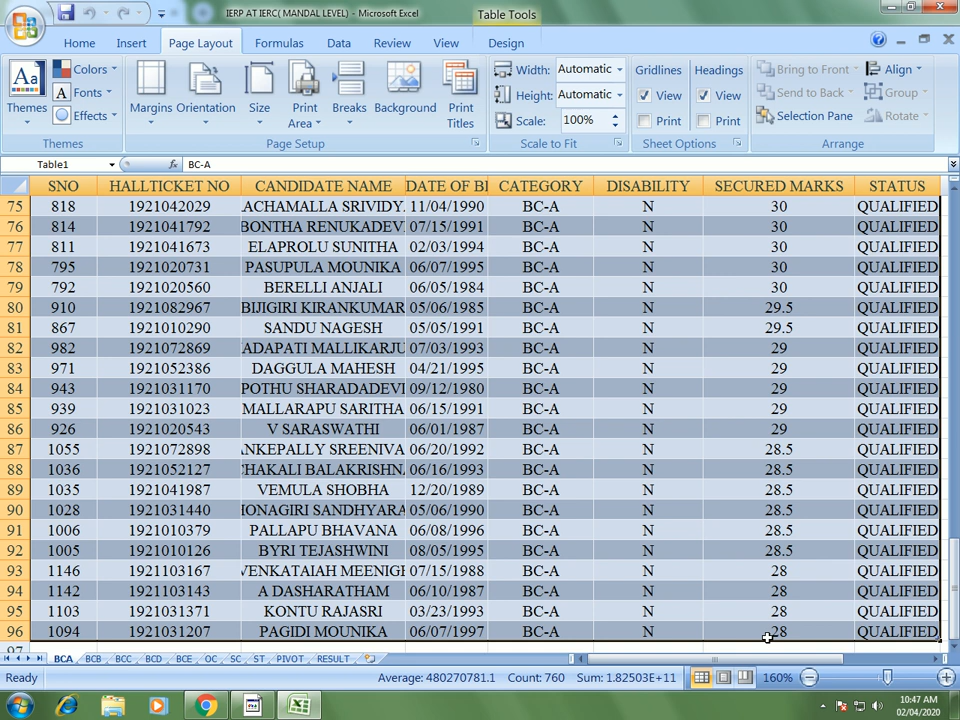 IERP AT IERC( MANDAL LEVEL) - Microsoft Excel
Table Tools
Home Insert Page Layout Formulas Data Review View Design
Themes Colors Fonts Effects Themes
Margins Orientation Size Print Area Breaks Background Print Titles Page Setup
Width: Automatic
Height: Automatic
Scale: 100%
Scale to Fit
Gridlines Headings
View View
Print Print
Sheet Options
Bring to Front Align
Send to Back Group
Selection Pane Rotate
Arrange
Table1 fx BC-A
SNO HALLTICKET NO CANDIDATE NAME DATE OF BI CATEGORY DISABILITY SECURED MARKS STATUS
75 818 1921042029 ACHAMALLA SRIVIDY 11/04/1990 BC-A N 30 QUALIFIED
76 814 1921041792 BONTHA RENUKADEVI 07/15/1991 BC-A N 30 QUALIFIED
77 811 1921041673 ELAPROLU SUNITHA 02/03/1994 BC-A N 30 QUALIFIED
78 795 1921020731 PASUPULA MOUNIKA 06/07/1995 BC-A N 30 QUALIFIED
79 792 1921020560 BERELLI ANJALI 06/05/1984 BC-A N 30 QUALIFIED
80 910 1921082967 BIJIGIRI KIRANKUMAR 05/06/1985 BC-A N 29.5 QUALIFIED
81 867 1921010290 SANDU NAGESH 05/05/1991 BC-A N 29.5 QUALIFIED
82 982 1921072869 ADAPATI MALLIKARJU 07/03/1993 BC-A N 29 QUALIFIED
83 971 1921052386 DAGGULA MAHESH 04/21/1995 BC-A N 29 QUALIFIED
84 943 1921031170 POTHU SHARADADEVI 09/12/1980 BC-A N 29 QUALIFIED
85 939 1921031023 MALLARAPU SARITHA 06/15/1991 BC-A N 29 QUALIFIED
86 926 1921020543 V SARASWATHI 06/01/1987 BC-A N 29 QUALIFIED
87 1055 1921072898 ANKEPALLY SREENIVA 06/20/1992 BC-A N 28.5 QUALIFIED
88 1036 1921052127 CHAKALI BALAKRISHNA 06/16/1993 BC-A N 28.5 QUALIFIED
89 1035 1921041987 VEMULA SHOBHA 12/20/1989 BC-A N 28.5 QUALIFIED
90 1028 1921031440 HONAGIRI SANDHYARA 05/06/1990 BC-A N 28.5 QUALIFIED
91 1006 1921010379 PALLAPU BHAVANA 06/08/1996 BC-A N 28.5 QUALIFIED
92 1005 1921010126 BYRI TEJASHWINI 08/05/1995 BC-A N 28.5 QUALIFIED
93 1146 1921103167 VENKATAIAH MEENIGE 07/15/1988 BC-A N 28 QUALIFIED
94 1142 1921103143 A DASHARATHAM 06/10/1987 BC-A N 28 QUALIFIED
95 1103 1921031371 KONTU RAJASRI 03/23/1993 BC-A N 28 QUALIFIED
96 1094 1921031207 PAGIDI MOUNIKA 06/07/1997 BC-A N 28 QUALIFIED
97
BCA BCB BCC BCD BCE OC SC ST PIVOT RESULT
Ready Average: 480270781.1 Count: 760 Sum: 1.82503E+11 160%
10:47 AM
02/04/2020